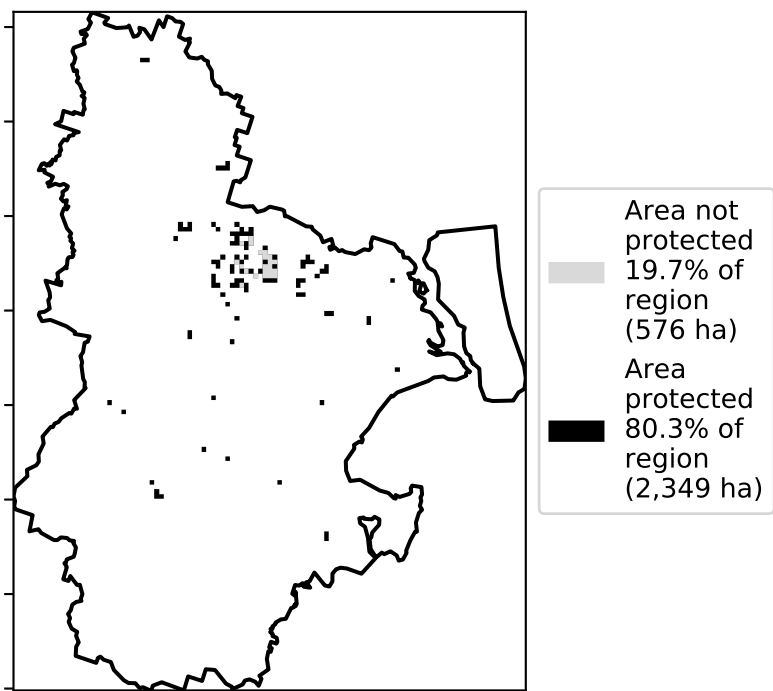 Area not
protected
19.7% of
region
(576 ha)
Area
protected
80.3% of
region
(2,349 ha)